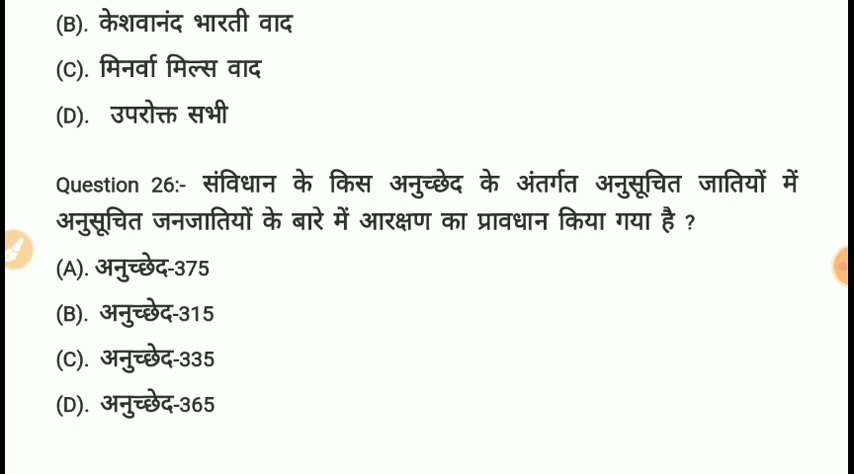 (B). केशवानंद भारती वाद
(C). मिनर्वा मिल्स वाद
(D). उपरोक्त सभी
Question 26:- संविधान के किस अनुच्छेद के अंतर्गत अनुसूचित जातियों में
अनुसूचित जनजातियों के बारे में आरक्षण का प्रावधान किया गया है ?
(A). अनुच्छेद-375
(B). अनुच्छेद-315
(C). अनुच्छेद-335
(D). अनुच्छेद-365